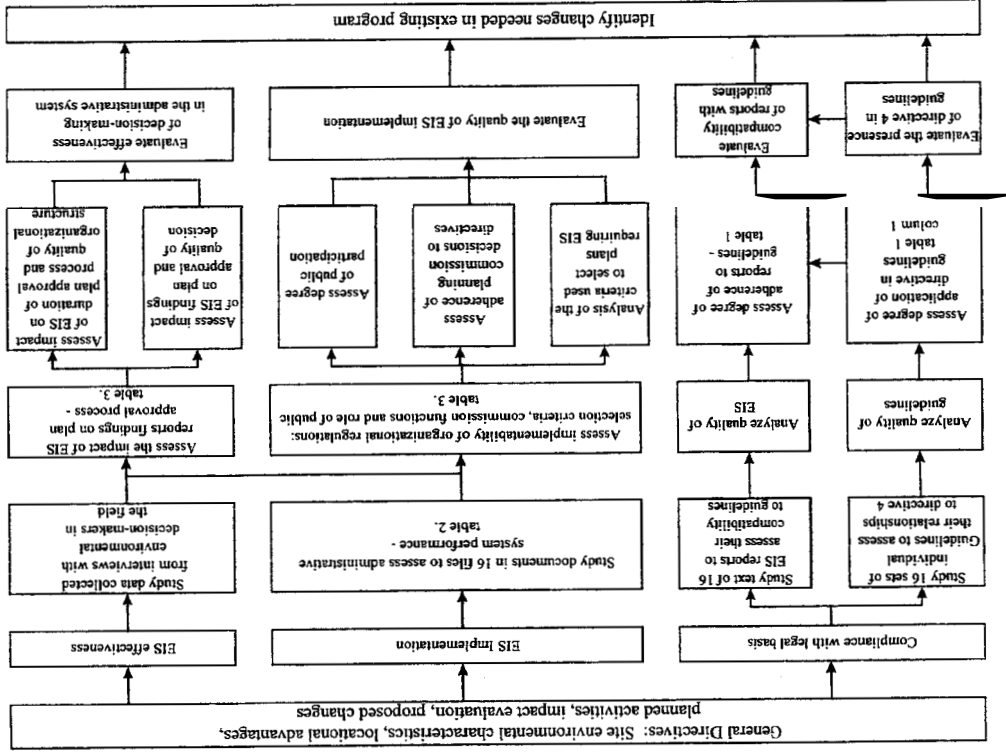 General Directives: Site environmental characteristics, locational advantages,
planned activities, impact evaluation, proposed changes
Compliance with legal basis
EIS Implementation
EIS effectiveness
Study 16 sets of
individual
Guidelines to assess
their relationships
to directive 4
Study text of 16
EIS reports to
assess their
compatibility
to guidelines
Study documents in 16 files to assess administrative
system performance -
table 2.
Study data collected
from interviews with
environmental
decision-makers in
the field
Analyze quality of
guidelines
Analyze quality of
EIS
Assess implementability of organizational regulations:
selection criteria, commission functions and role of public
table 3.
Assess the impact of EIS
reports findings on plan
approval process -
table 3.
Assess degree of
application of
directive in
guidelines
table 1
colum 1
Assess degree of
adherence of
reports to
guidelines -
table 1
Analysis of the
criteria used
to select
plans
requiring EIS
Assess
adherence of
planning
commission
decisions to
directives
Assess degree
of public
participation
Assess impact
of EIS findings
on plan
approval and
quality of
decision
Assess impact
of EIS on
duration of
plan approval
process and
quality of
organizational
structure
Evaluate the presence
of directive 4 in
guidelines
Evaluate
compatibility
of reports with
guidelines
Evaluate the quality of EIS implementation
Evaluate effectiveness
of decision-making
in the administrative system
Identify changes needed in existing program